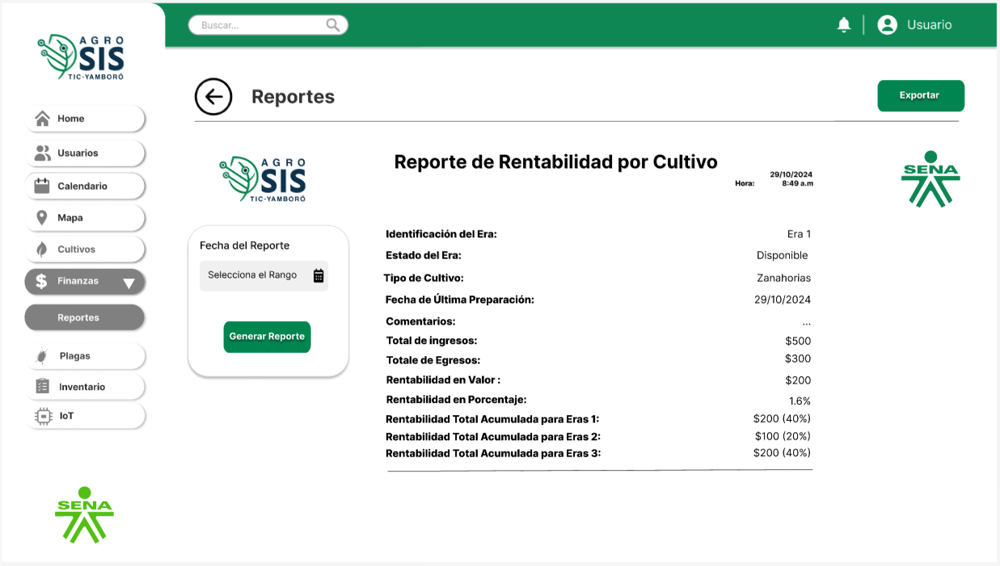 Buscar...
Usuario
AGRO
SIS
TIC-YAMBORÓ
Home
Usuarios
Calendario
Mapa
Cultivos
$ Finanzas
Reportes
Plagas
Inventario
IoT
SENA
Reportes
Exportar
AGRO
SIS
TIC-YAMBORÓ
Reporte de Rentabilidad por Cultivo
29/10/2024
Hora: 8:49 a.m
SENA
Fecha del Reporte
Selecciona el Rango
Generar Reporte
Identificación del Era: Era 1
Estado del Era: Disponible
Tipo de Cultivo: Zanahorias
Fecha de Última Preparación: 29/10/2024
Comentarios: ...
Total de ingresos: $500
Totale de Egresos: $300
Rentabilidad en Valor : $200
Rentabilidad en Porcentaje: 1.6%
Rentabilidad Total Acumulada para Eras 1: $200 (40%)
Rentabilidad Total Acumulada para Eras 2: $100 (20%)
Rentabilidad Total Acumulada para Eras 3: $200 (40%)